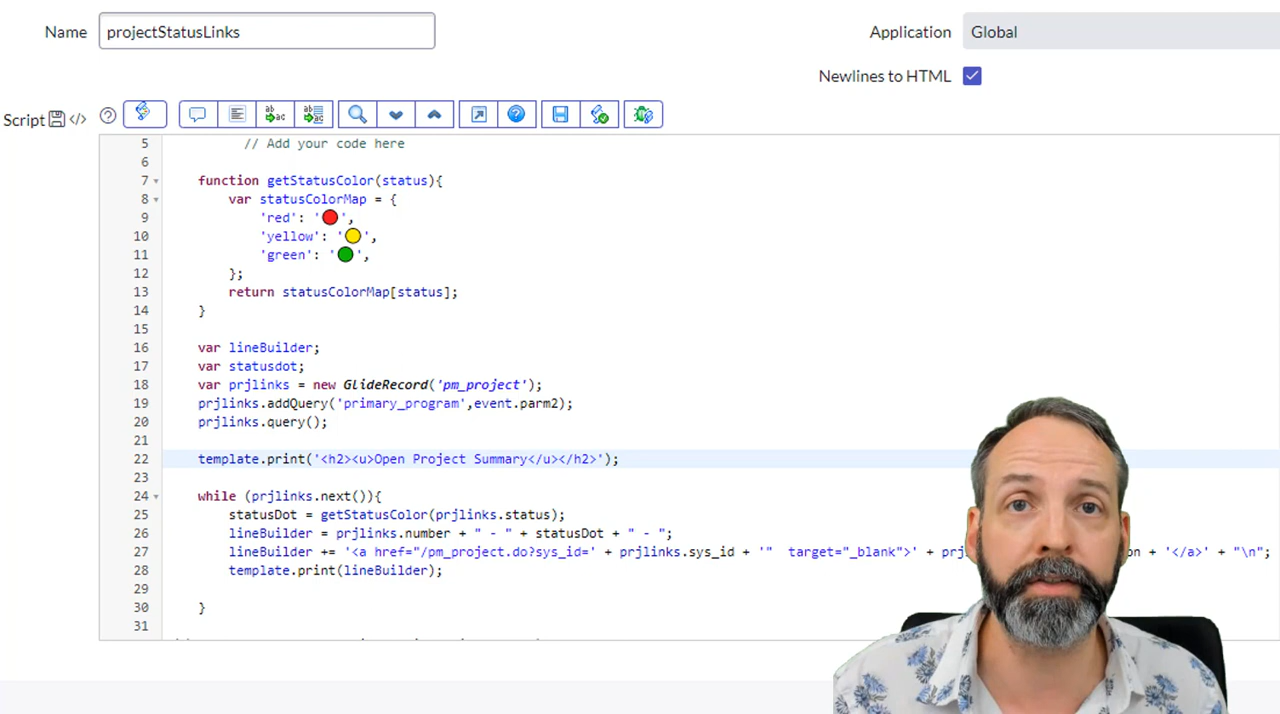 Name projectStatusLinks Application Global
Newlines to HTML
Script </>
5 // Add your code here
6
7 function getStatusColor(status){
8 var statusColorMap = {
9 'red': '🔴',
10 'yellow': '🟡',
11 'green': '🟢',
12 };
13 return statusColorMap[status];
14 }
15
16 var lineBuilder;
17 var statusdot;
18 var prjlinks = new GLideRecord('pm_project');
19 prjlinks.addQuery('primary_program',event.parm2);
20 prjlinks.query();
21
22 template.print('<h2><u>Open Project Summary</u></h2>');
23
24 while (prjlinks.next()){
25 statusDot = getStatusColor(prjlinks.status);
26 lineBuilder = prjlinks.number + " - " + statusDot + " - ";
27 lineBuilder += '<a href="/pm_project.do?sys_id=' + prjlinks.sys_id + '" target="_blank">' + + '</a>' + "\n";
28 template.print(lineBuilder);
29
30 }
31